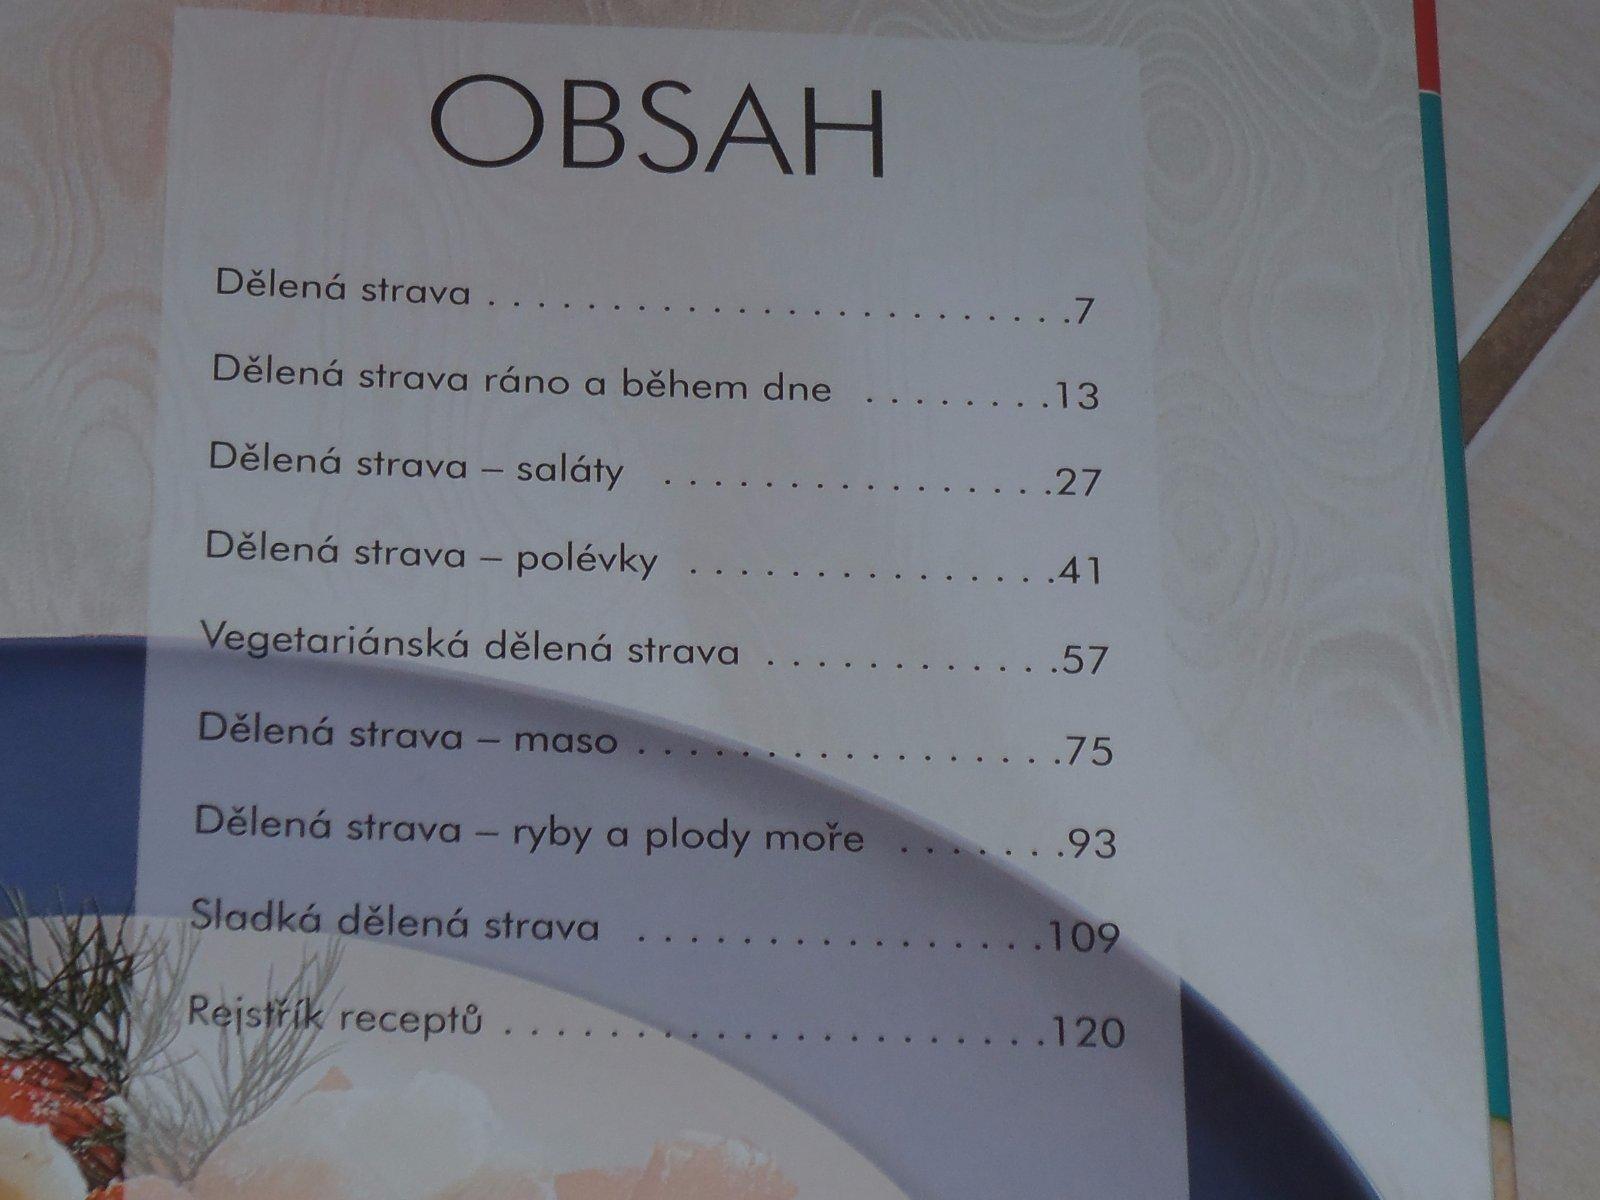 OBSAH
Dělená strava . . . . . . . . . . . . . . . . . . . . . . . .7
Dělená strava ráno a během dne . . . . . . . .13
Dělená strava – saláty . . . . . . . . . . . . . . . .27
Dělená strava – polévky . . . . . . . . . . . . . . .41
Vegetariánská dělená strava . . . . . . . . . . . .57
Dělená strava – maso . . . . . . . . . . . . . . . . .75
Dělená strava – ryby a plody moře . . . . . . .93
Sladká dělená strava . . . . . . . . . . . . . . . . .109
Rejstřík receptů . . . . . . . . . . . . . . . . . . . . . .120